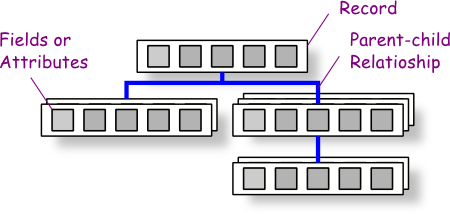 Record
Fields or
Attributes
Parent-child
Relatioship